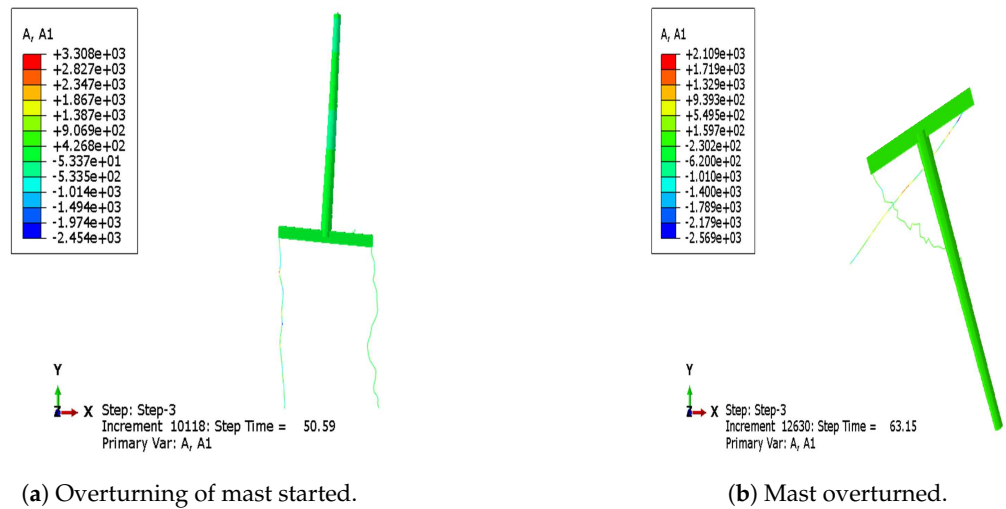 A, A1
+3.308e+03
+2.827e+03
+2.347e+03
+1.867e+03
+1.387e+03
+9.069e+02
+4.268e+02
-5.337e+01
-5.335e+02
-1.014e+03
-1.494e+03
-1.974e+03
-2.454e+03
Y
Z X
Step: Step-3
Increment 10118: Step Time = 50.59
Primary Var: A, A1
(a) Overturning of mast started.
A, A1
+2.109e+03
+1.719e+03
+1.329e+03
+9.393e+02
+5.495e+02
+1.597e+02
-2.302e+02
-6.200e+02
-1.010e+03
-1.400e+03
-1.789e+03
-2.179e+03
-2.569e+03
Y
Z X
Step: Step-3
Increment 12630: Step Time = 63.15
Primary Var: A, A1
(b) Mast overturned.